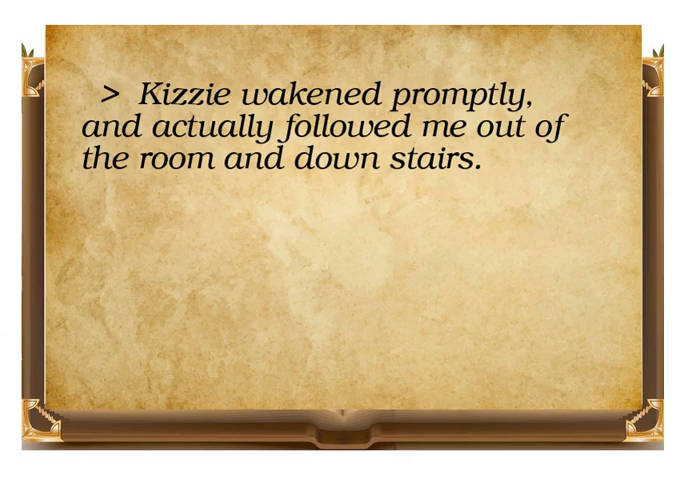 > Kizzie wakened promptly,
and actually followed me out of
the room and down stairs.